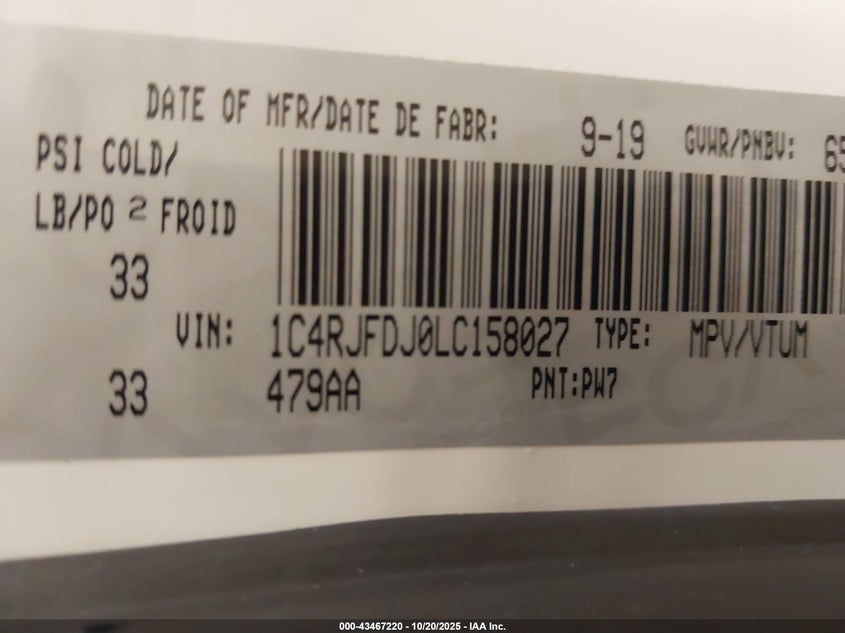 DATE OF MFR/DATE DE FABR: 9-19 GVWR/PNBV: 65
PSI COLD/
LB/PO 2 FROID
33
VIN: 1C4RJFDJ0LC158027 TYPE: MPV/VTUM
33 479AA PNT:PW7
000-43467220 - 10/20/2025 - IAA Inc.